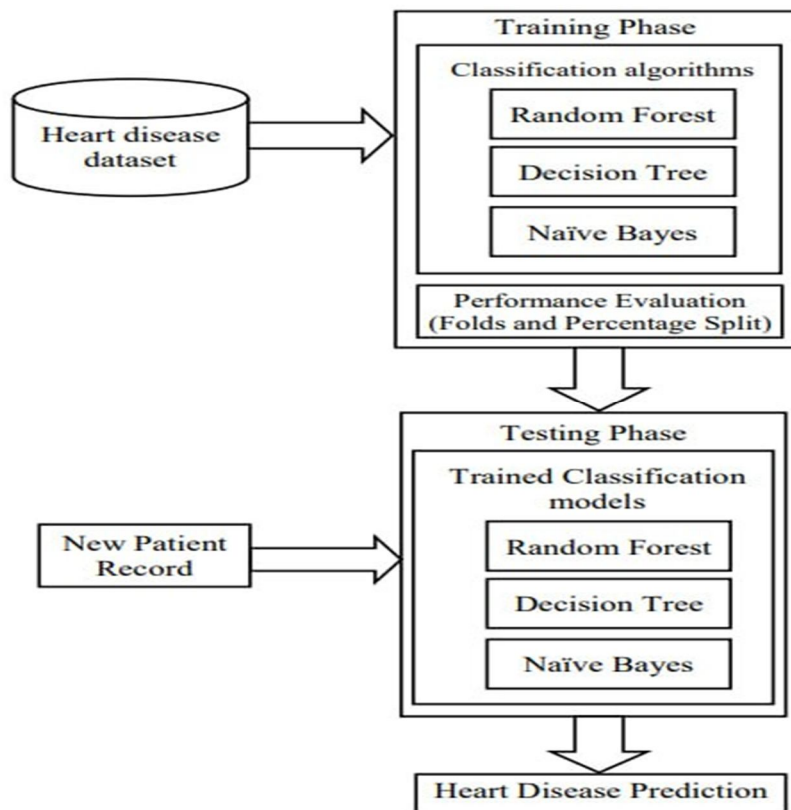 Training Phase
Classification algorithms
Heart disease
dataset
Random Forest
Decision Tree
Naïve Bayes
Performance Evaluation
(Folds and Percentage Split)
Testing Phase
Trained Classification
models
New Patient
Record
Random Forest
Decision Tree
Naïve Bayes
Heart Disease Prediction